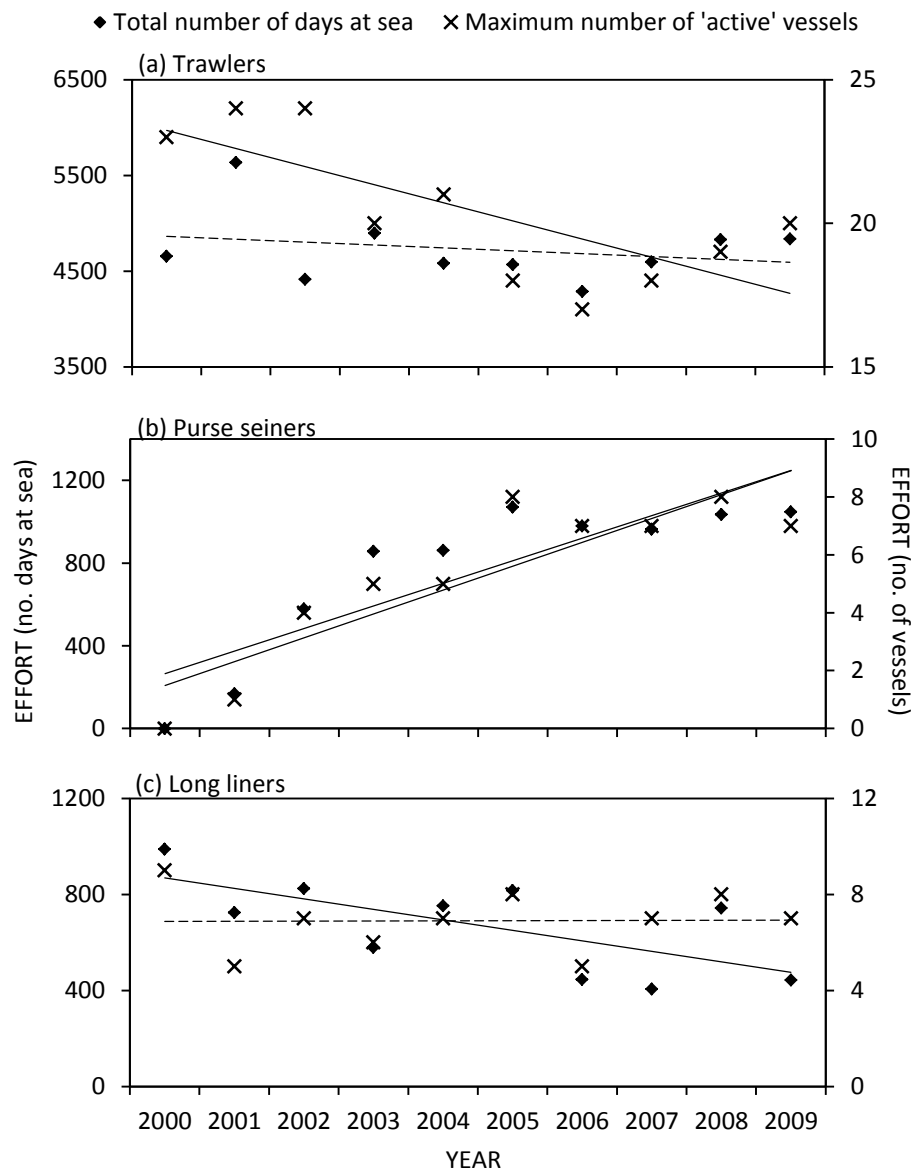 Total number of days at sea Maximum number of 'active' vessels
(a) Trawlers
6500
5500
4500
3500
25
20
15
(b) Purse seiners
1200
800
400
0
10
8
6
4
2
0
EFFORT (no. days at sea)
EFFORT (no. of
vessels)
(c) Long liners
1200
800
400
0
12
8
4
0
2000 2001 2002 2003 2004 2005 2006 2007 2008 2009
YEAR